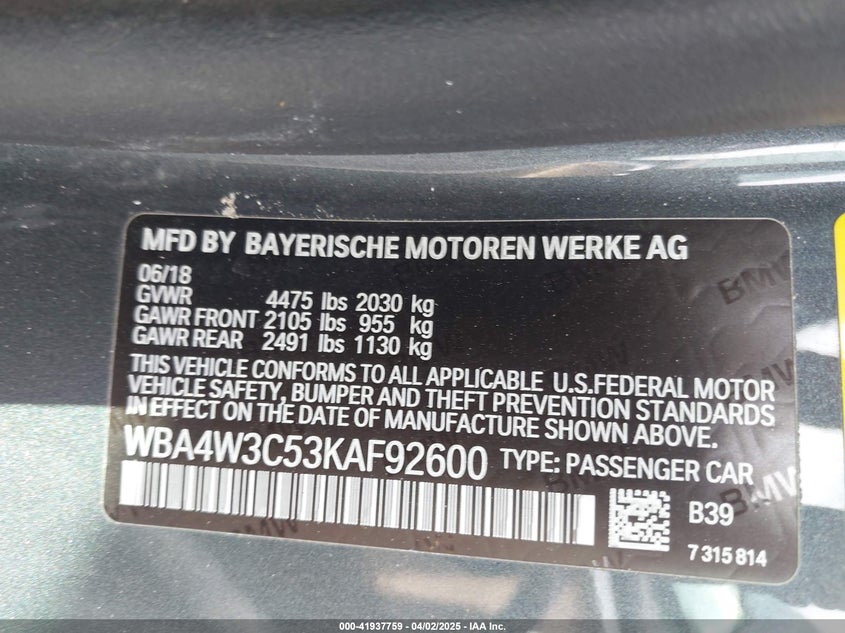 MFD BY BAYERISCHE MOTOREN WERKE AG
06/18
GVWR 4475 lbs 2030 kg
GAWR FRONT 2105 lbs 955 kg
GAWR REAR 2491 lbs 1130 kg
THIS VEHICLE CONFORMS TO ALL APPLICABLE U.S.FEDERAL MOTOR
VEHICLE SAFETY, BUMPER AND THEFT PREVENTION STANDARDS
IN EFFECT ON THE DATE OF MANUFACTURE SHOWN ABOVE.
WBA4W3C53KAF92600 TYPE: PASSENGER CAR
B39
7315814
000-41937759 - 04/02/2025 - IAA Inc.